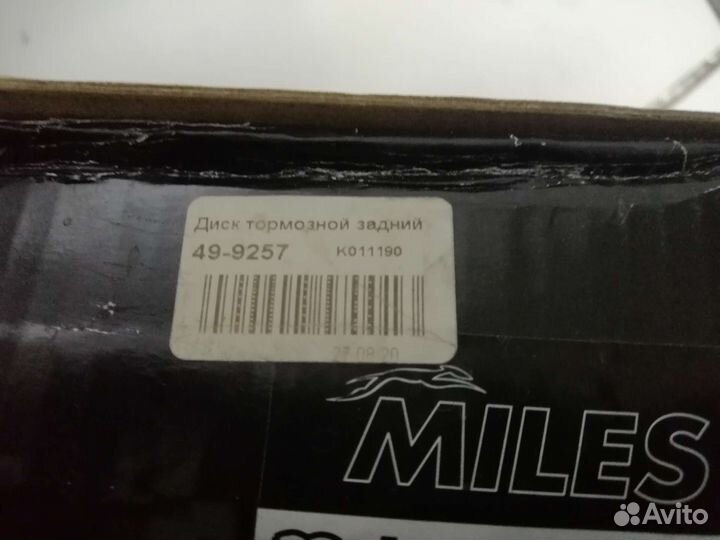 Диск тормозной задний
49-9257 K011190
27.08.20
MILES
Avito